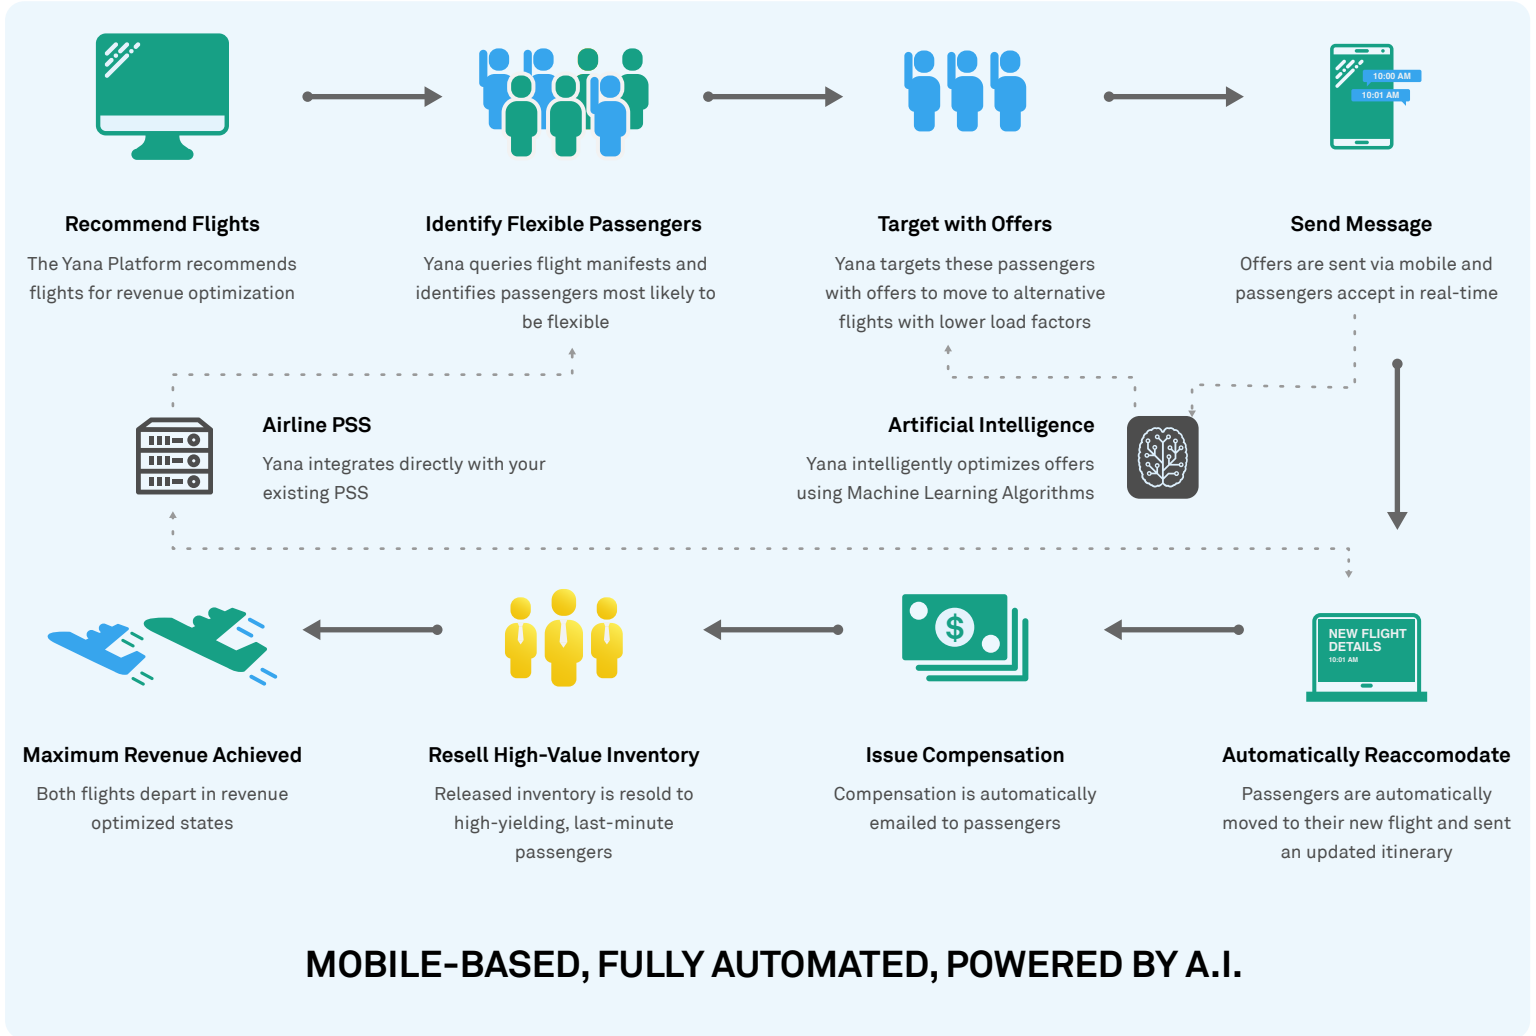 10:00 AM
10:01 AM
Recommend Flights
The Yana Platform recommends
flights for revenue optimization
Identify Flexible Passengers
Yana queries flight manifests and
identifies passengers most likely to
be flexible
Target with Offers
Yana targets these passengers
with offers to move to alternative
flights with lower load factors
Send Message
Offers are sent via mobile and
passengers accept in real-time
Airline PSS
Yana integrates directly with your
existing PSS
Artificial Intelligence
Yana intelligently optimizes offers
using Machine Learning Algorithms
$
NEW FLIGHT
DETAILS
10:01 AM
Maximum Revenue Achieved
Both flights depart in revenue
optimized states
Resell High-Value Inventory
Released inventory is resold to
high-yielding, last-minute
passengers
Issue Compensation
Compensation is automatically
emailed to passengers
Automatically Reaccomodate
Passengers are automatically
moved to their new flight and sent
an updated itinerary
MOBILE-BASED, FULLY AUTOMATED, POWERED BY A.I.